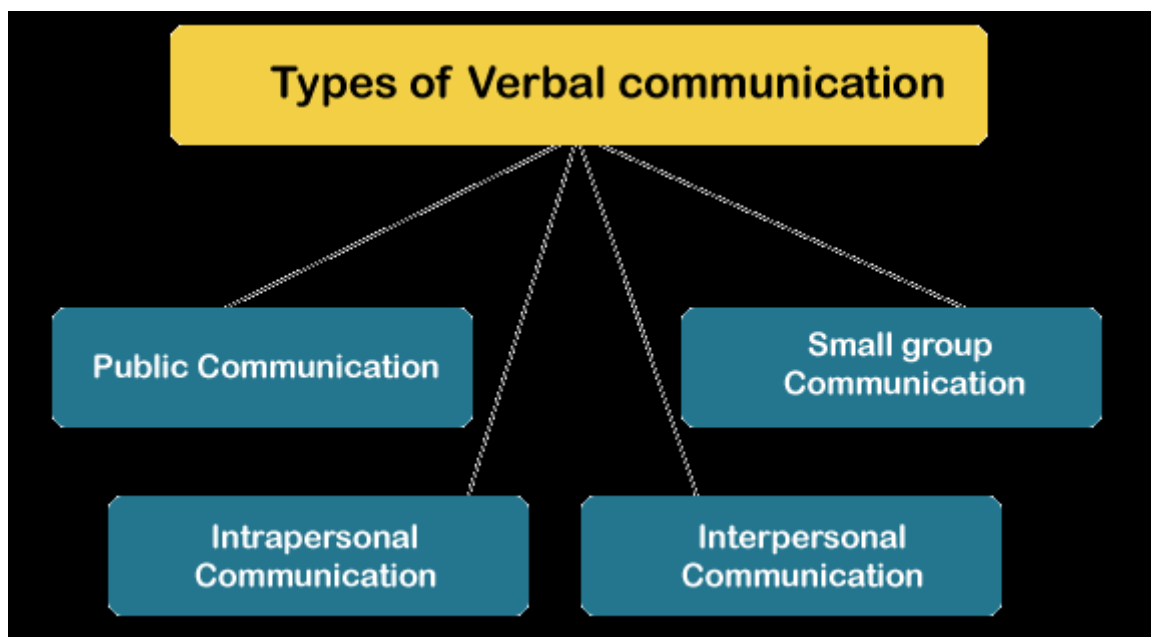 Types of Verbal communication
Public Communication
Small group
Communication
Intrapersonal
Communication
Interpersonal
Communication